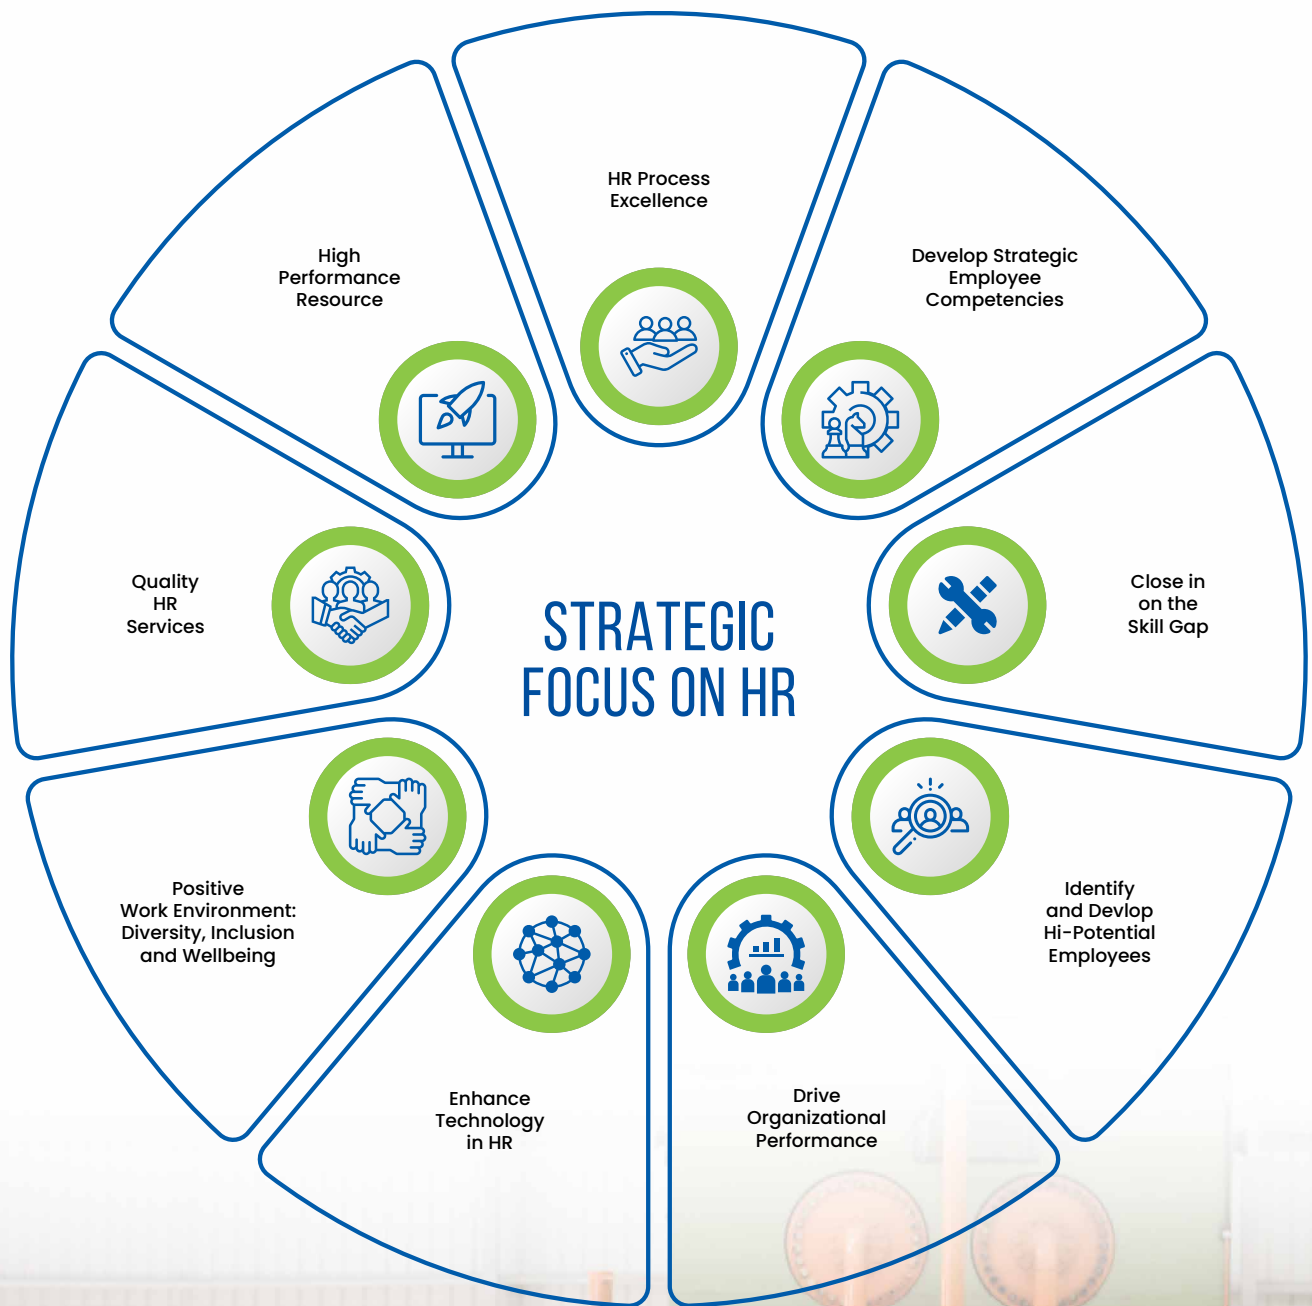 HR Process
Excellence
Develop Strategic
Employee
Competencies
Close in
on the
Skill Gap
Identify
and Devlop
Hi-Potential
Employees
Drive
Organizational
Performance
Enhance
Technology
in HR
Positive
Work Environment:
Diversity, Inclusion
and Wellbeing
Quality
HR
Services
High
Performance
Resource
STRATEGIC
FOCUS ON HR